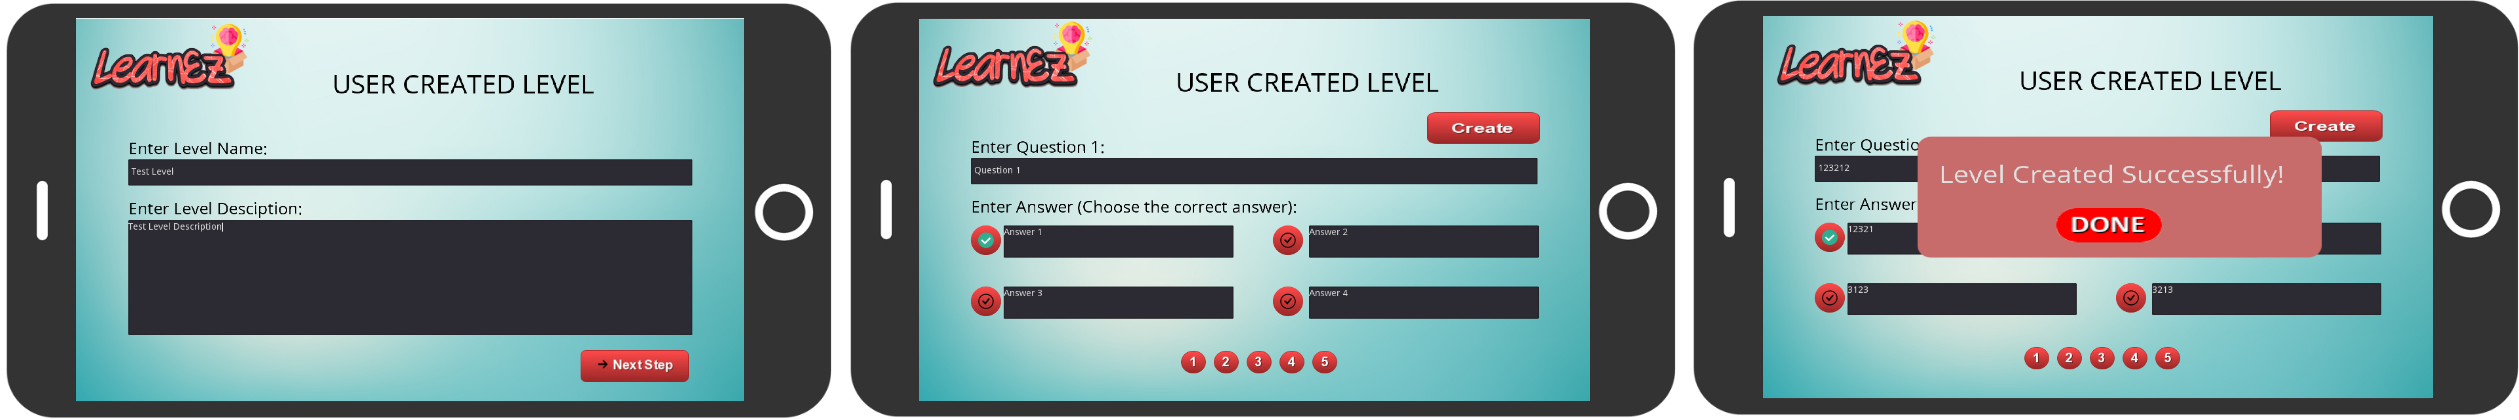 LearnEz
USER CREATED LEVEL
Enter Level Name:
Test Level
Enter Level Desciption:
Test Level Description
→ Next Step
LearnEz
USER CREATED LEVEL
Create
Enter Question 1:
Question 1
Enter Answer (Choose the correct answer):
Answer 1 Answer 2
Answer 3 Answer 4
1 2 3 4 5
LearnEz
USER CREATED LEVEL
Create
Enter Questio
123212
Level Created Successfully!
Enter Answer
12321
DONE
3123 3213
1 2 3 4 5